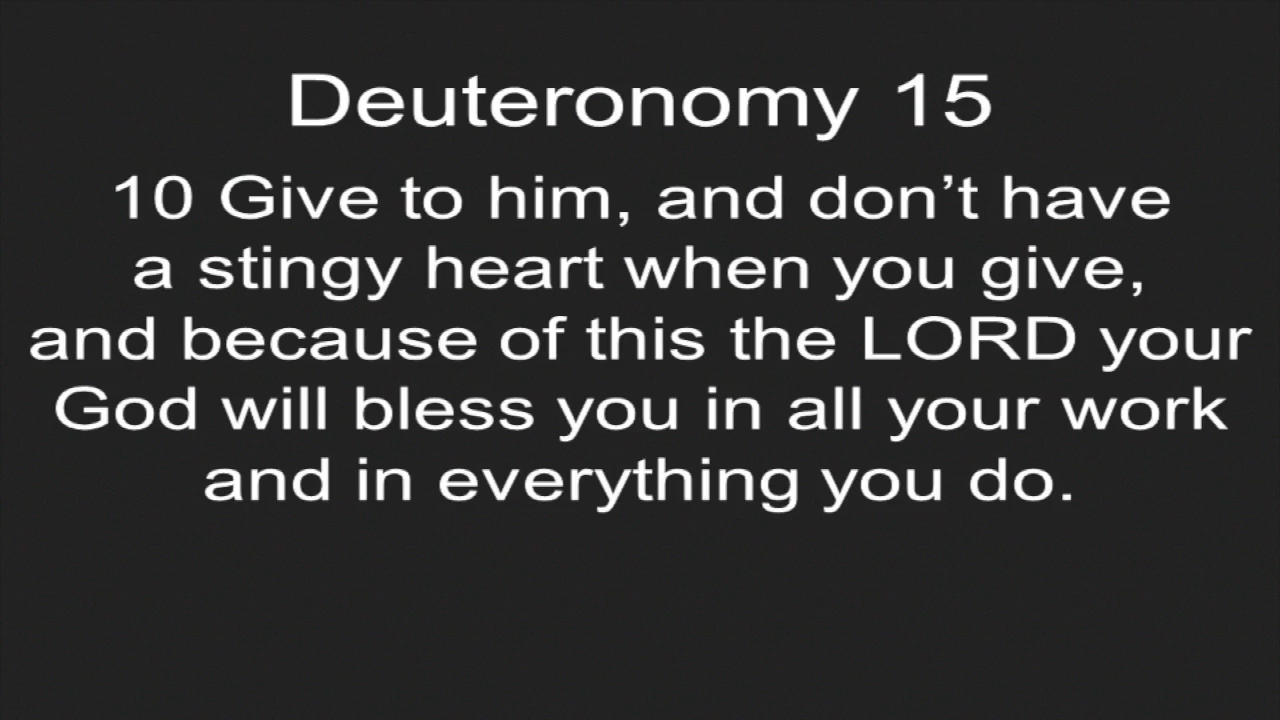 Deuteronomy 15
10 Give to him, and don’t have
a stingy heart when you give,
and because of this the LORD your
God will bless you in all your work
and in everything you do.